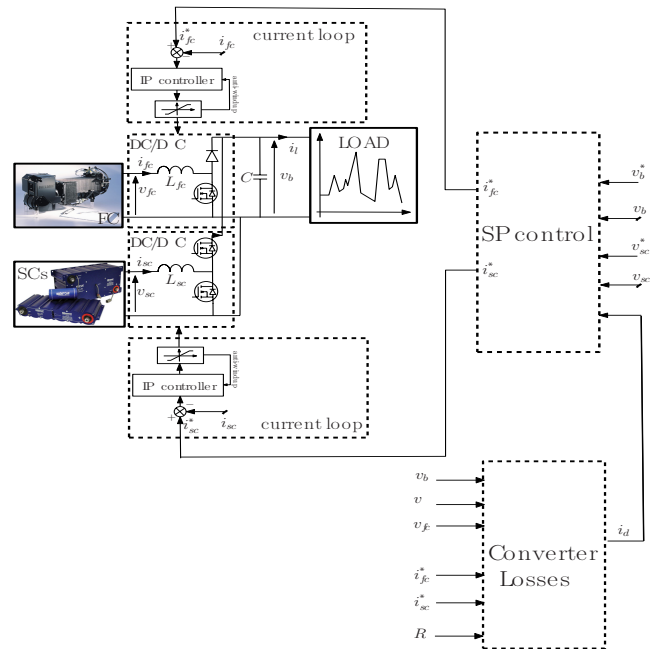 current loop
i*fc
ifc
+
−
IP controller
anti-windup
DC/D C
ifc
Lfc
vfc
FC
C
vb
il
LOAD
DC/D C
SCs
isc
Lsc
vsc
anti-windup
IP controller
−
+
i*sc
isc
current loop
i*fc
SP control
i*sc
v*b
vb
v*sc
vsc
vb
v
vfc
i*fc
i*sc
R
Converter
Losses
id